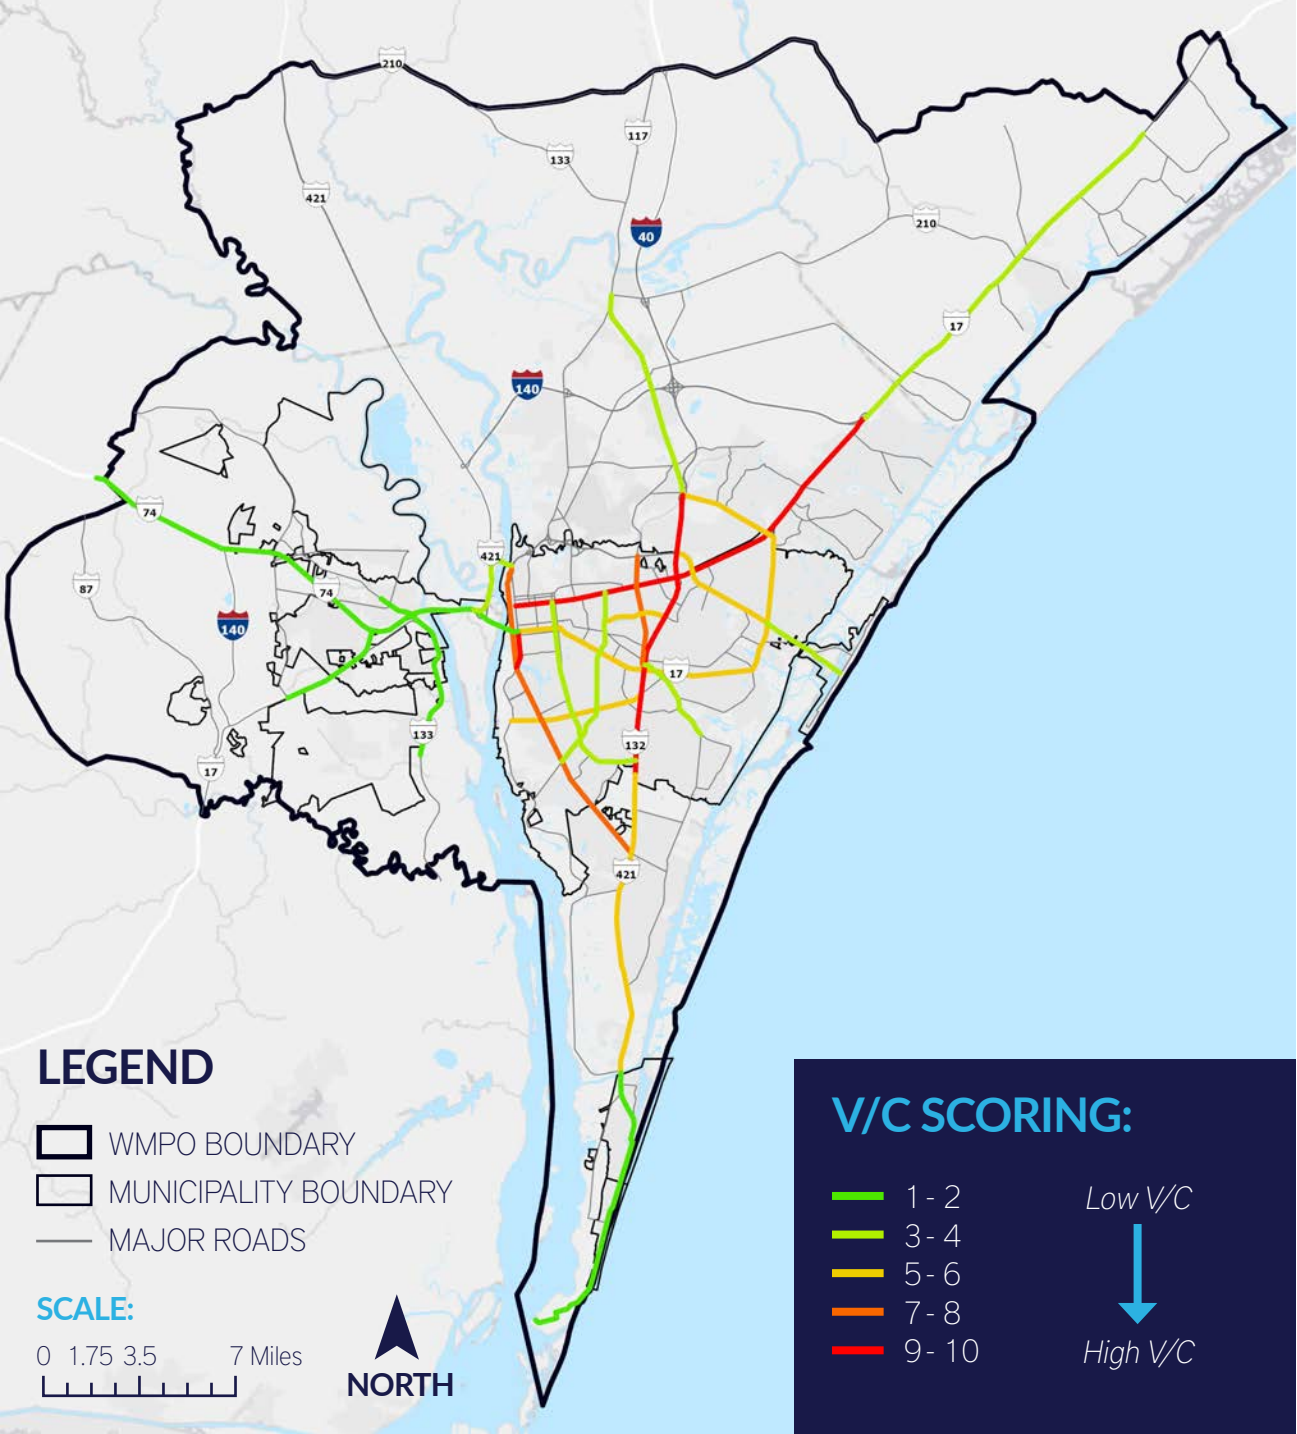 210
117
133
421
40
210
17
140
74
421
87
74
140
17
133
132
17
421
LEGEND
WMPO BOUNDARY
MUNICIPALITY BOUNDARY
MAJOR ROADS
SCALE:
0 1.75 3.5 7 Miles
NORTH
V/C SCORING:
1 - 2 Low V/C
3 - 4
5 - 6
7 - 8
9 - 10 High V/C